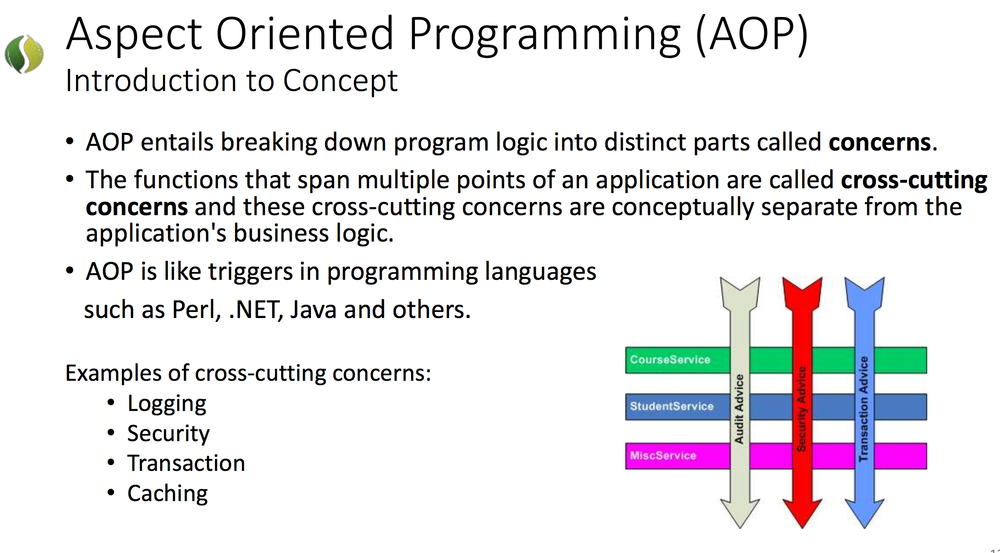 Aspect Oriented Programming (AOP)
Introduction to Concept
• AOP entails breaking down program logic into distinct parts called concerns.
• The functions that span multiple points of an application are called cross-cutting
concerns and these cross-cutting concerns are conceptually separate from the
application's business logic.
• AOP is like triggers in programming languages
such as Perl, .NET, Java and others.
Examples of cross-cutting concerns:
• Logging
• Security
• Transaction
• Caching
CourseService
StudentService
MiscService
Audit Advice
Security Advice
Transaction Advice